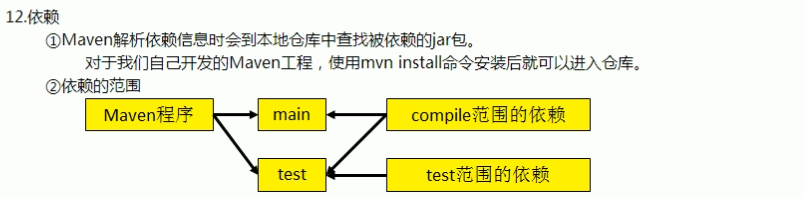 12.依赖
①Maven解析依赖信息时会到本地仓库中查找被依赖的jar包。
对于我们自己开发的Maven工程，使用mvn install命令安装后就可以进入仓库。
②依赖的范围
Maven程序 main compile范围的依赖
test test范围的依赖